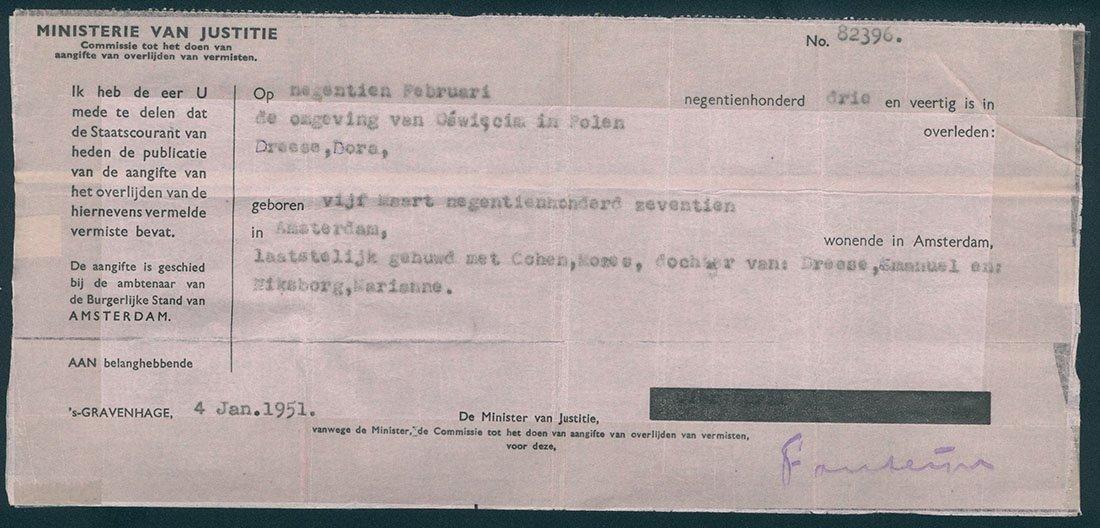 MINISTERIE VAN JUSTITIE
Commissie tot het doen van
aangifte van overlijden van vermisten.
No. 82396.
Ik heb de eer U
mede te delen dat
de Staatscourant van
heden de publicatie
van de aangifte van
het overlijden van de
hiernevens vermelde
vermiste bevat.
De aangifte is geschied
bij de ambtenaar van
de Burgerlijke Stand van
AMSTERDAM.
AAN belanghebbende
Op negentien Februari negentienhonderd drie en veertig is in
de omgeving van Oświęcim in Polen overleden:
Dreese,Dora,
geboren vijf Maart negentienhonderd zeventien
in Amsterdam, wonende in Amsterdam,
laatstelijk gehuwd met Cohen,Mozes, dochter van: Dreese,Emanuel en:
Niksborg,Marianne.
's-GRAVENHAGE, 4 Jan.1951.
De Minister van Justitie,
vanwege de Minister, de Commissie tot het doen van aangifte van overlijden van vermisten,
voor deze,